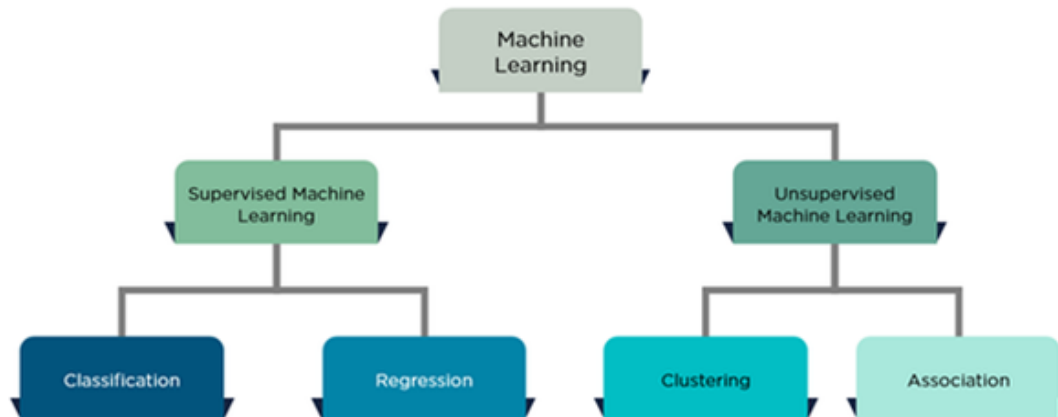 Machine
Learning
Supervised Machine
Learning
Unsupervised
Machine Learning
Classification
Regression
Clustering
Association